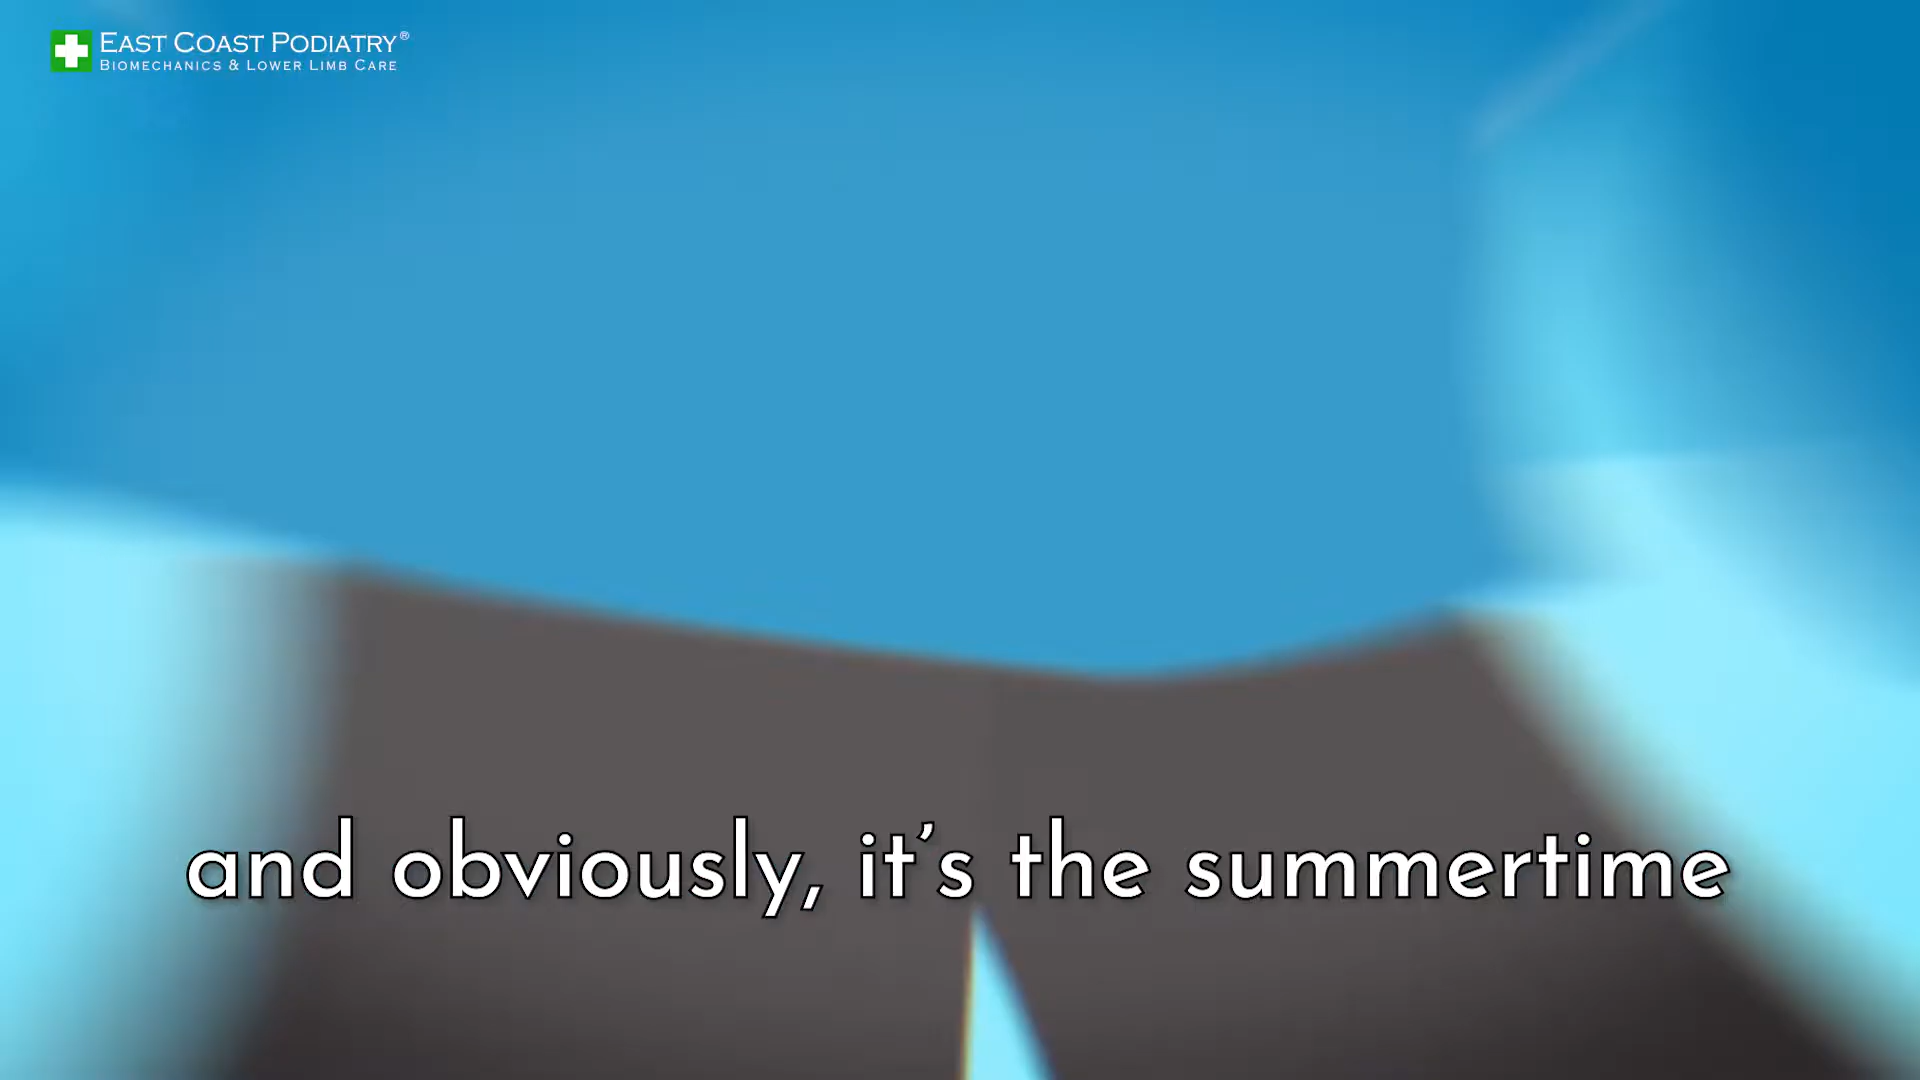 EAST COAST PODIATRY®
BIOMECHANICS & LOWER LIMB CARE
and obviously, it's the summertime